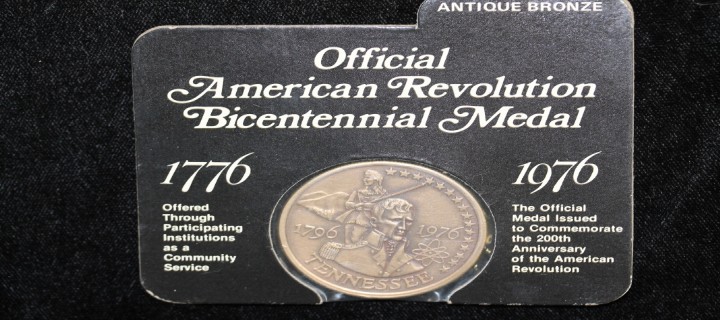 ANTIQUE BRONZE
Official
American Revolution
Bicentennial Medal
1776
Offered
Through
Participating
Institutions
as a
Community
Service
1796 1976
TENNESSEE
1976
The Official
Medal Issued
to Commemorate
the 200th
Anniversary
of the American
Revolution